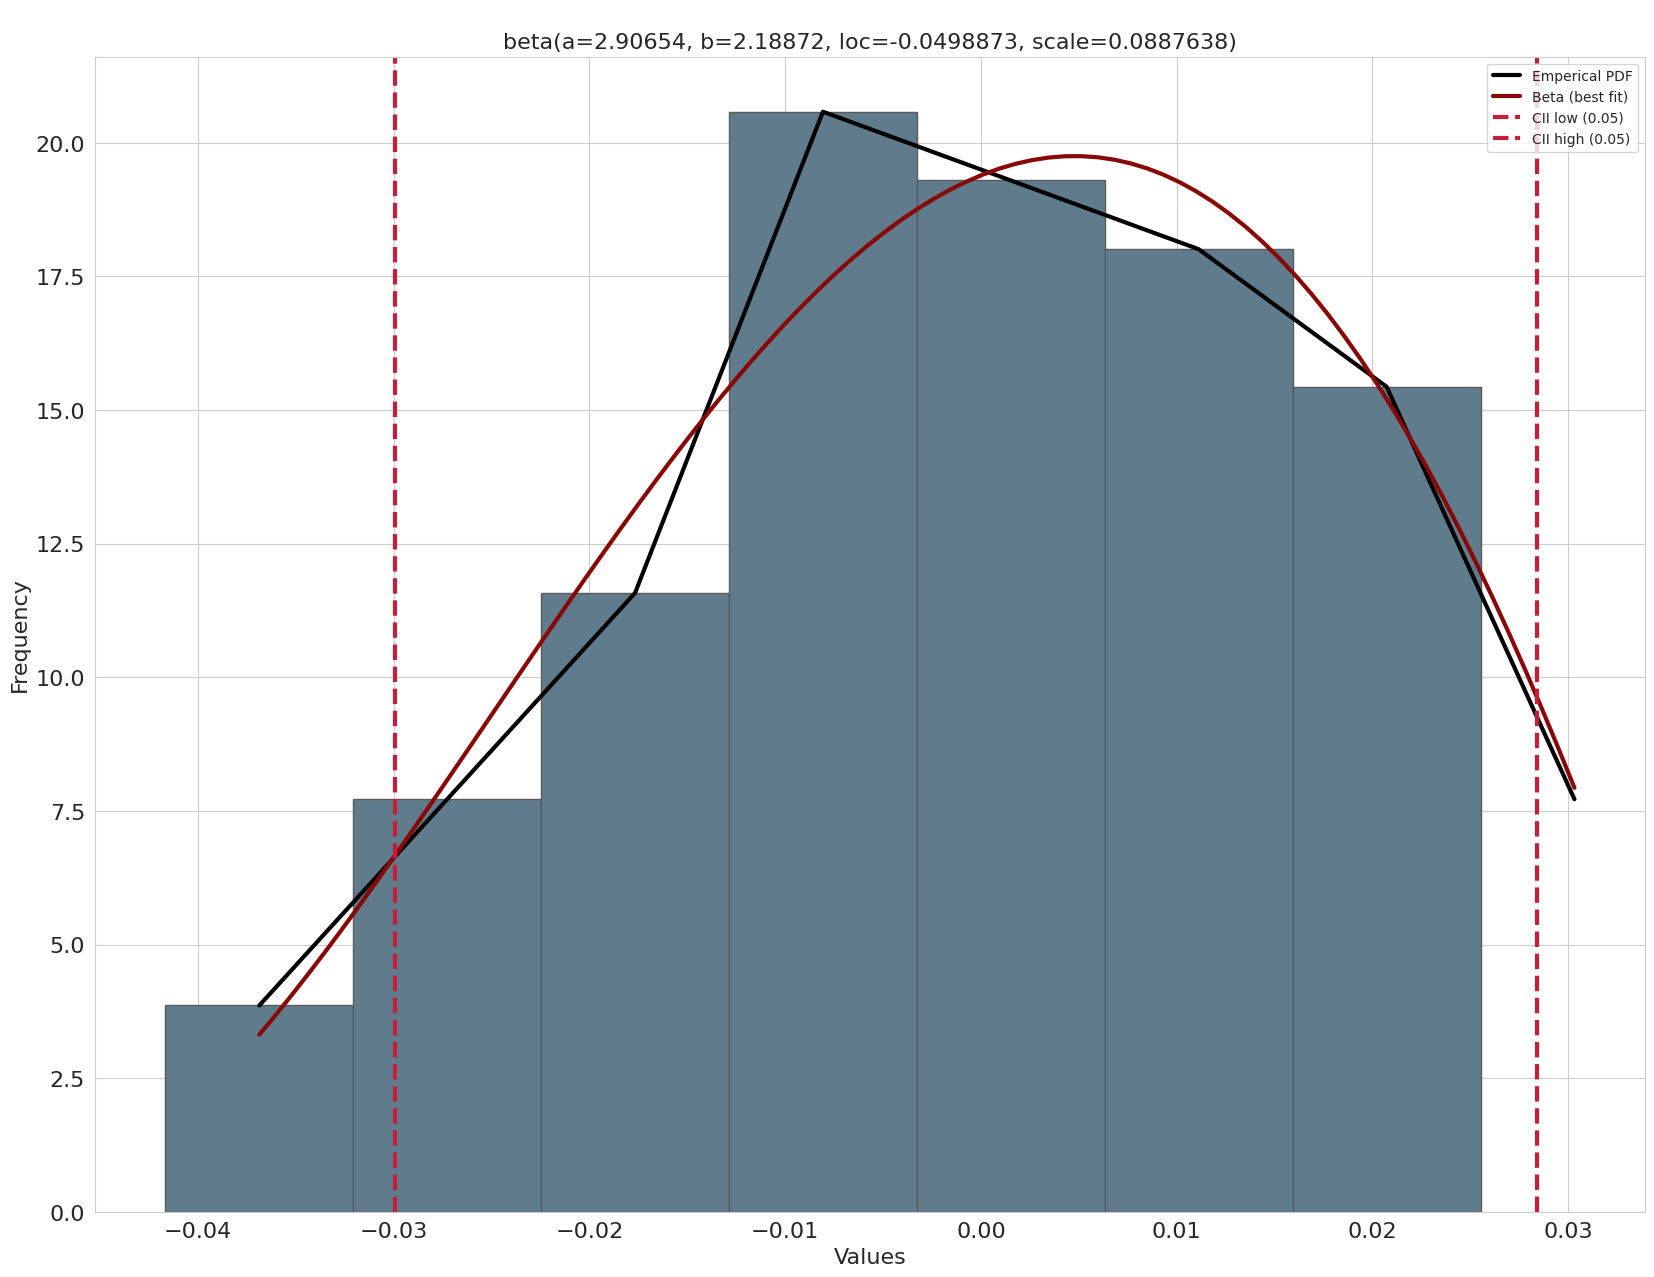 beta(a=2.90654, b=2.18872, loc=-0.0498873, scale=0.0887638)
Emperical PDF
Beta (best fit)
CII low (0.05)
CII high (0.05)
20.0
17.5
15.0
12.5
10.0
7.5
5.0
2.5
0.0
Frequency
−0.04 −0.03 −0.02 −0.01 0.00 0.01 0.02 0.03
Values